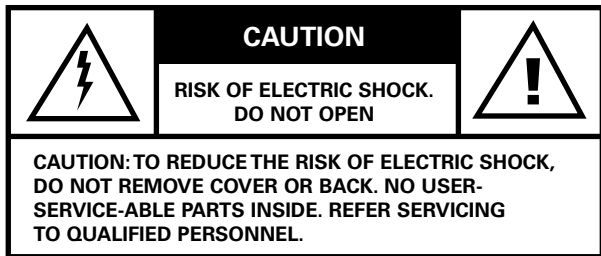 CAUTION
RISK OF ELECTRIC SHOCK.
DO NOT OPEN
!
CAUTION: TO REDUCE THE RISK OF ELECTRIC SHOCK,
DO NOT REMOVE COVER OR BACK. NO USER-
SERVICE-ABLE PARTS INSIDE. REFER SERVICING
TO QUALIFIED PERSONNEL.